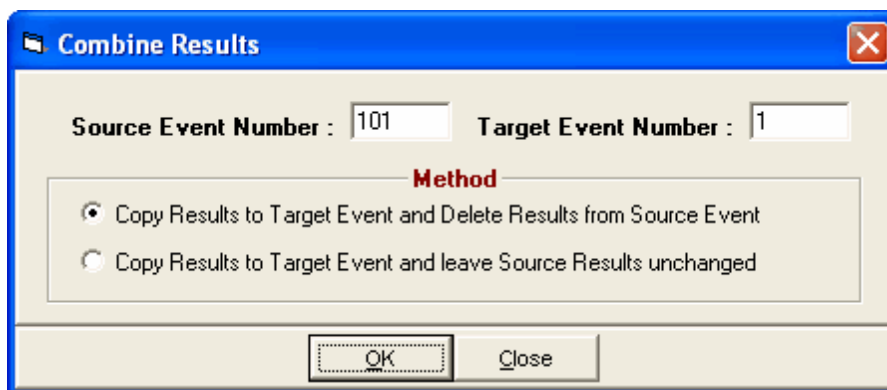 Combine Results
Source Event Number : 101 Target Event Number : 1
Method
Copy Results to Target Event and Delete Results from Source Event
Copy Results to Target Event and leave Source Results unchanged
OK Close